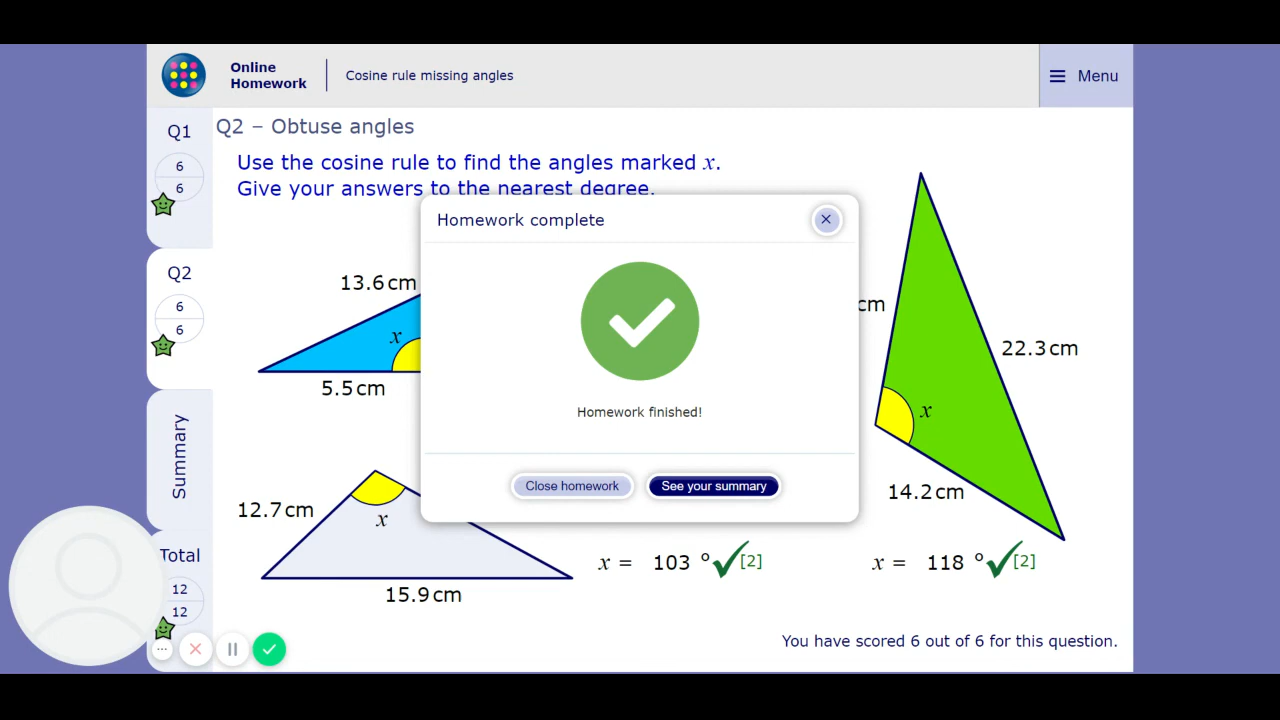 Online
Homework
Cosine rule missing angles
Menu
Q1
6
6
Q2
6
6
Summary
Total
12
12
Q2 – Obtuse angles
Use the cosine rule to find the angles marked x.
Give your answers to the nearest degree.
13.6 cm
x
5.5 cm
12.7 cm
x
15.9 cm
Homework complete
Homework finished!
Close homework
See your summary
cm
22.3 cm
x
14.2 cm
x = 103 ° [2]
x = 118 ° [2]
You have scored 6 out of 6 for this question.